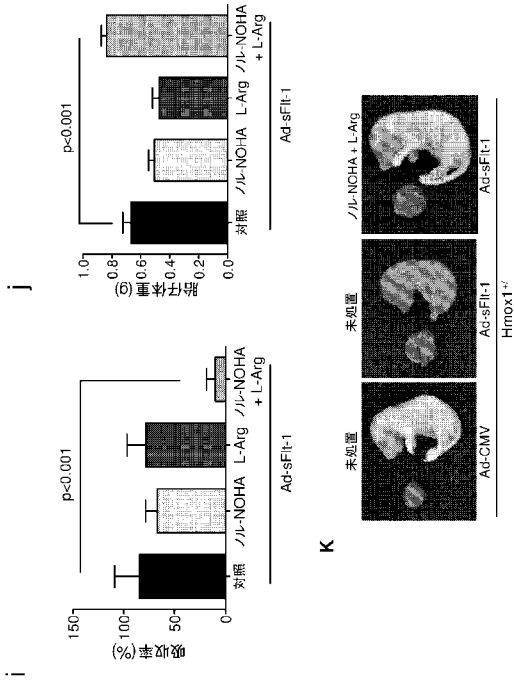 i
吸収率(%)
150
100
50
0
p<0.001
対照
ノル-NOHA
L-Arg
ノル-NOHA
+ L-Arg
Ad-sFlt-1
j
胎仔体重(g)
1.0
0.8
0.6
0.4
0.2
0.0
p<0.001
対照
ノル-NOHA
L-Arg
ノル-NOHA
+ L-Arg
Ad-sFlt-1
K
未処置
未処置
ノル-NOHA + L-Arg
Ad-CMV
Ad-sFlt-1
Ad-sFlt-1
Hmox1+/-